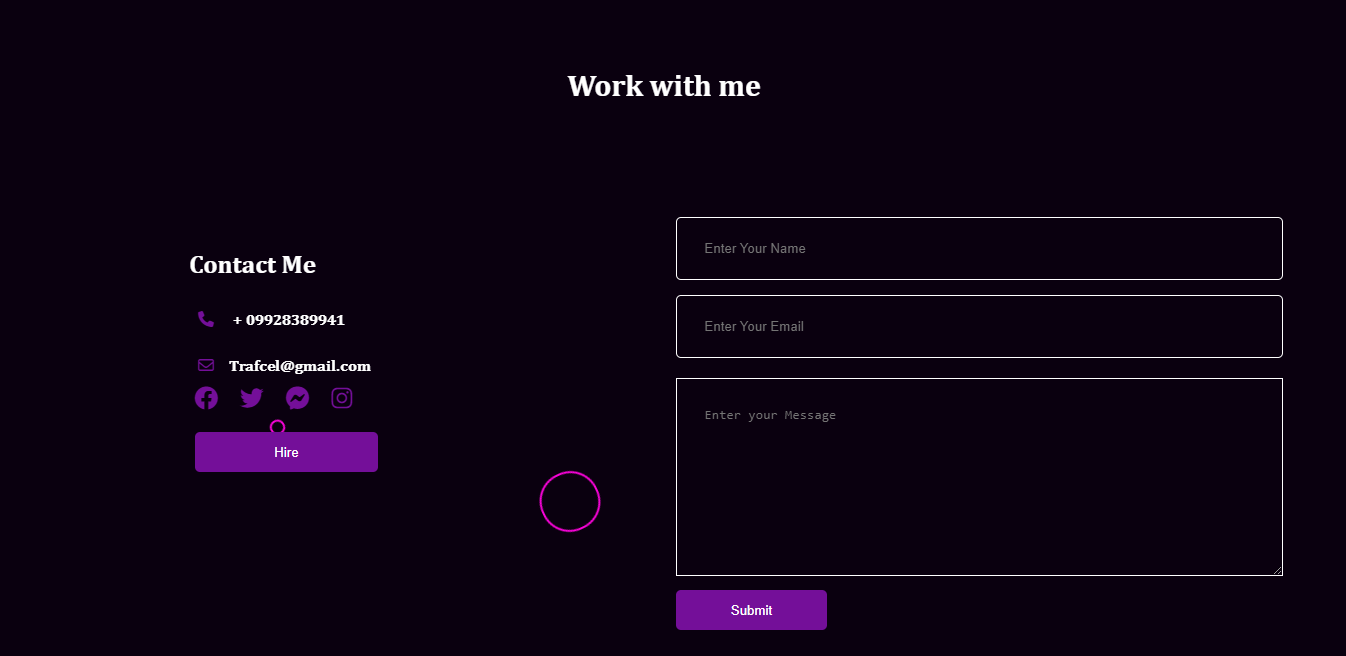 Work with me
Contact Me
+ 09928389941
Trafcel@gmail.com
Hire
Enter Your Name
Enter Your Email
Enter your Message
Submit